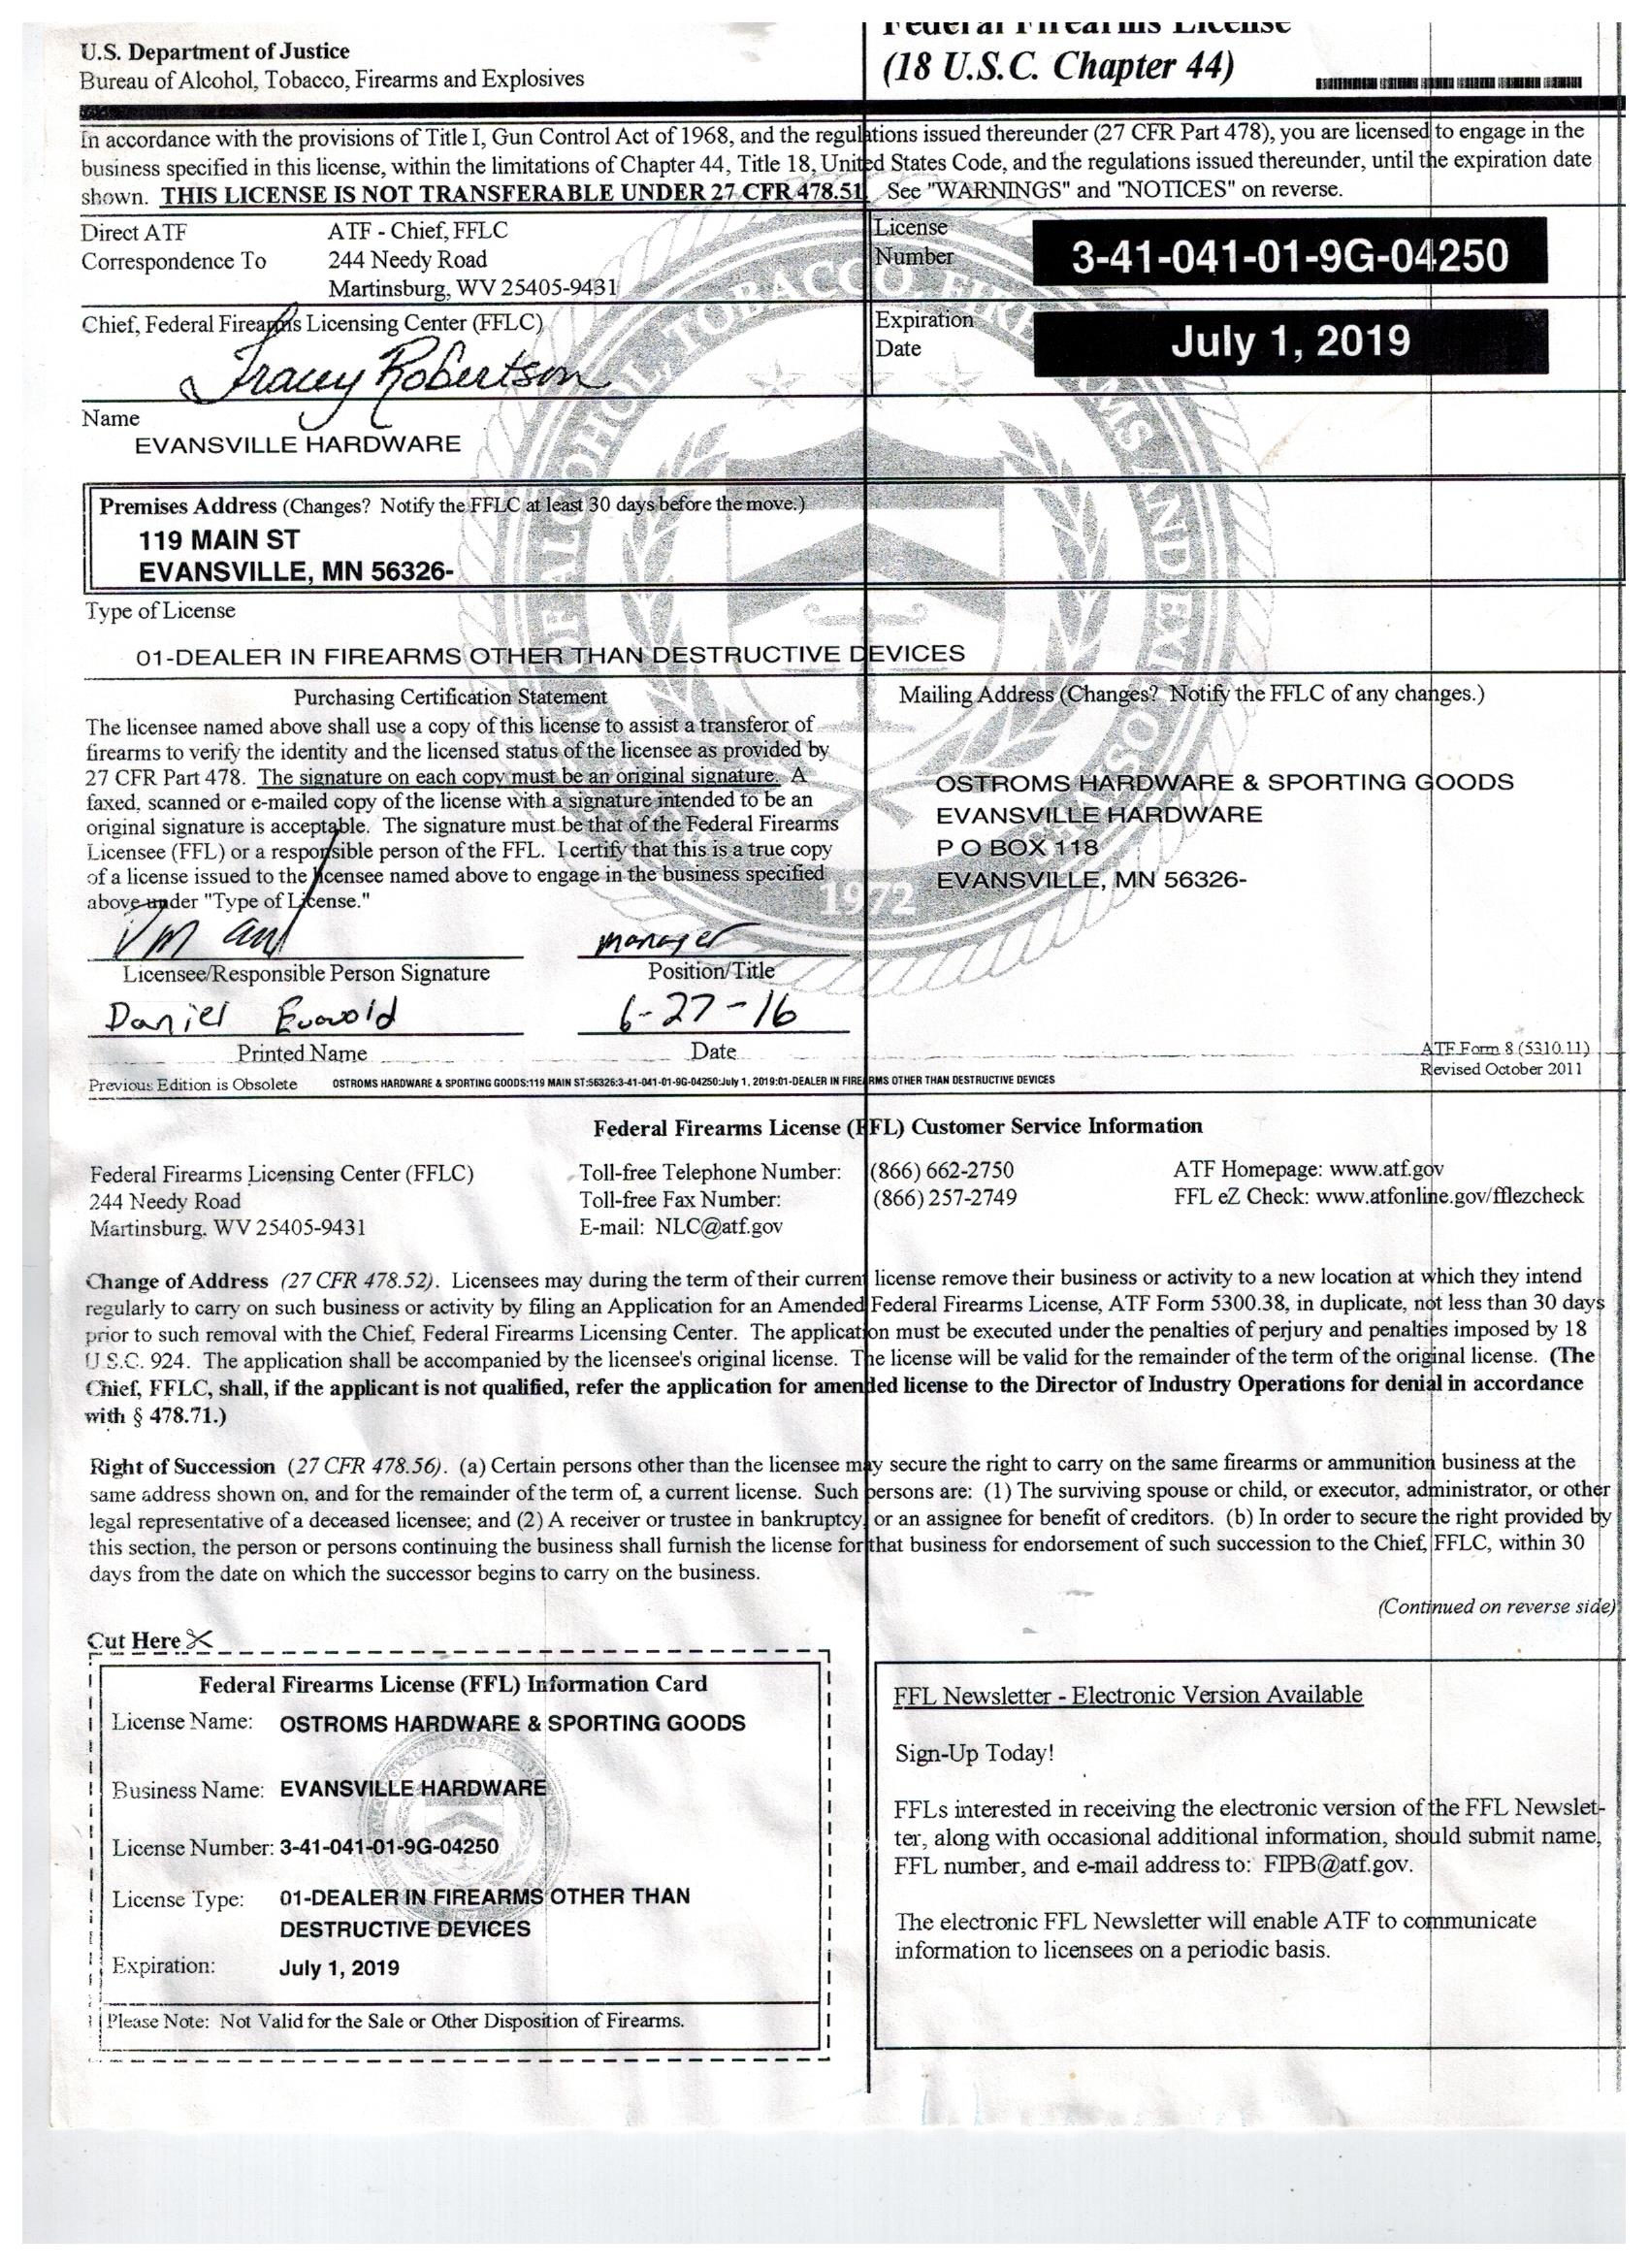 U.S. Department of Justice
Bureau of Alcohol, Tobacco, Firearms and Explosives
Federal Firearms License
(18 U.S.C. Chapter 44)
In accordance with the provisions of Title I, Gun Control Act of 1968, and the regulations issued thereunder (27 CFR Part 478), you are licensed to engage in the
business specified in this license, within the limitations of Chapter 44, Title 18, United States Code, and the regulations issued thereunder, until the expiration date
shown. THIS LICENSE IS NOT TRANSFERABLE UNDER 27 CFR 478.51. See "WARNINGS" and "NOTICES" on reverse.
Direct ATF
Correspondence To
ATF - Chief, FFLC
244 Needy Road
Martinsburg, WV 25405-9431
License
Number
3-41-041-01-9G-04250
Chief, Federal Firearms Licensing Center (FFLC)
Tracey Robertson
Expiration
Date
July 1, 2019
Name
EVANSVILLE HARDWARE
Premises Address (Changes? Notify the FFLC at least 30 days before the move.)
119 MAIN ST
EVANSVILLE, MN 56326-
Type of License
01-DEALER IN FIREARMS OTHER THAN DESTRUCTIVE DEVICES
Purchasing Certification Statement
The licensee named above shall use a copy of this license to assist a transferor of
firearms to verify the identity and the licensed status of the licensee as provided by
27 CFR Part 478. The signature on each copy must be an original signature. A
faxed, scanned or e-mailed copy of the license with a signature intended to be an
original signature is acceptable. The signature must be that of the Federal Firearms
Licensee (FFL) or a responsible person of the FFL. I certify that this is a true copy
of a license issued to the licensee named above to engage in the business specified
above under "Type of License."
Mailing Address (Changes? Notify the FFLC of any changes.)
OSTROMS HARDWARE & SPORTING GOODS
EVANSVILLE HARDWARE
P O BOX 118
EVANSVILLE, MN 56326-
1972
manager
Licensee/Responsible Person Signature
Position/Title
Daniel
6-27-16
Printed Name
Date
ATF Form 8 (5310.11)
Revised October 2011
Previous Edition is Obsolete
OSTROMS HARDWARE & SPORTING GOODS:119 MAIN ST:56326:3-41-041-01-9G-04250:July 1, 2019:01-DEALER IN FIREARMS OTHER THAN DESTRUCTIVE DEVICES
Federal Firearms License (FFL) Customer Service Information
Federal Firearms Licensing Center (FFLC)
244 Needy Road
Martinsburg, WV 25405-9431
Toll-free Telephone Number: (866) 662-2750
Toll-free Fax Number: (866) 257-2749
E-mail: NLC@atf.gov
ATF Homepage: www.atf.gov
FFL eZ Check: www.atfonline.gov/fflezcheck
Change of Address (27 CFR 478.52). Licensees may during the term of their current license remove their business or activity to a new location at which they intend
regularly to carry on such business or activity by filing an Application for an Amended Federal Firearms License, ATF Form 5300.38, in duplicate, not less than 30 days
prior to such removal with the Chief, Federal Firearms Licensing Center. The application must be executed under the penalties of perjury and penalties imposed by 18
U.S.C. 924. The application shall be accompanied by the licensee's original license. The license will be valid for the remainder of the term of the original license. (The
Chief, FFLC, shall, if the applicant is not qualified, refer the application for amended license to the Director of Industry Operations for denial in accordance
with § 478.71.)
Right of Succession (27 CFR 478.56). (a) Certain persons other than the licensee may secure the right to carry on the same firearms or ammunition business at the
same address shown on, and for the remainder of the term of, a current license. Such persons are: (1) The surviving spouse or child, or executor, administrator, or other
legal representative of a deceased licensee; and (2) A receiver or trustee in bankruptcy, or an assignee for benefit of creditors. (b) In order to secure the right provided by
this section, the person or persons continuing the business shall furnish the license for that business for endorsement of such succession to the Chief, FFLC, within 30
days from the date on which the successor begins to carry on the business.
(Continued on reverse side)
Cut Here
Federal Firearms License (FFL) Information Card
License Name: OSTROMS HARDWARE & SPORTING GOODS
Business Name: EVANSVILLE HARDWARE
License Number: 3-41-041-01-9G-04250
License Type: 01-DEALER IN FIREARMS OTHER THAN
DESTRUCTIVE DEVICES
Expiration: July 1, 2019
Please Note: Not Valid for the Sale or Other Disposition of Firearms.
FFL Newsletter - Electronic Version Available
Sign-Up Today!
FFLs interested in receiving the electronic version of the FFL Newslet-
ter, along with occasional additional information, should submit name,
FFL number, and e-mail address to: FIPB@atf.gov.
The electronic FFL Newsletter will enable ATF to communicate
information to licensees on a periodic basis.